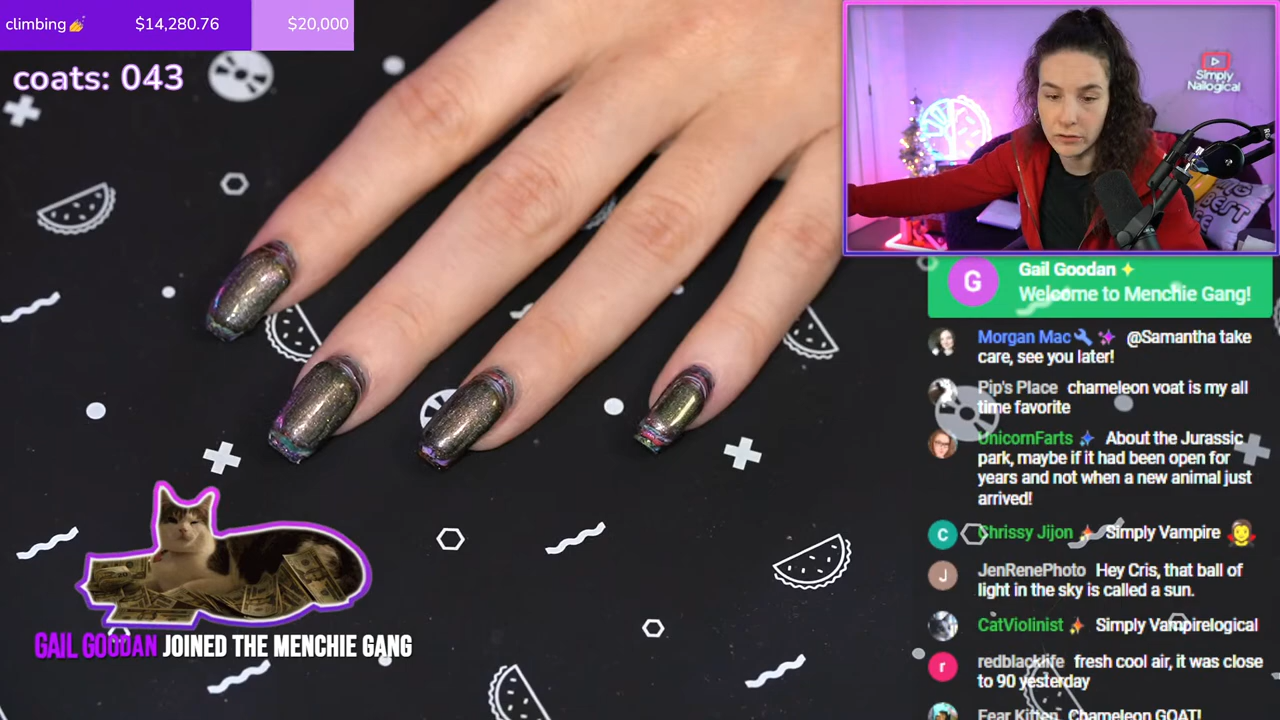 climbing💅 $14,280.76 $20,000
coats: 043
Simply
Nailogical
Gail Goodan ✨
Welcome to Menchie Gang!
Morgan Mac🔧 ✨ @Samantha take
care, see you later!
Pip's Place chameleon voat is my all
time favorite
UnicornFarts ✨ About the Jurassic
park, maybe if it had been open for
years and not when a new animal just
arrived!
Chrissy Jijon ✨ Simply Vampire 🧛
JenRenePhoto Hey Cris, that ball of
light in the sky is called a sun.
CatViolinist ✨ Simply Vampirelogical
redblacklife fresh cool air, it was close
to 90 yesterday
Fear Kitten Chameleon GOAT!
GAIL GOODAN JOINED THE MENCHIE GANG